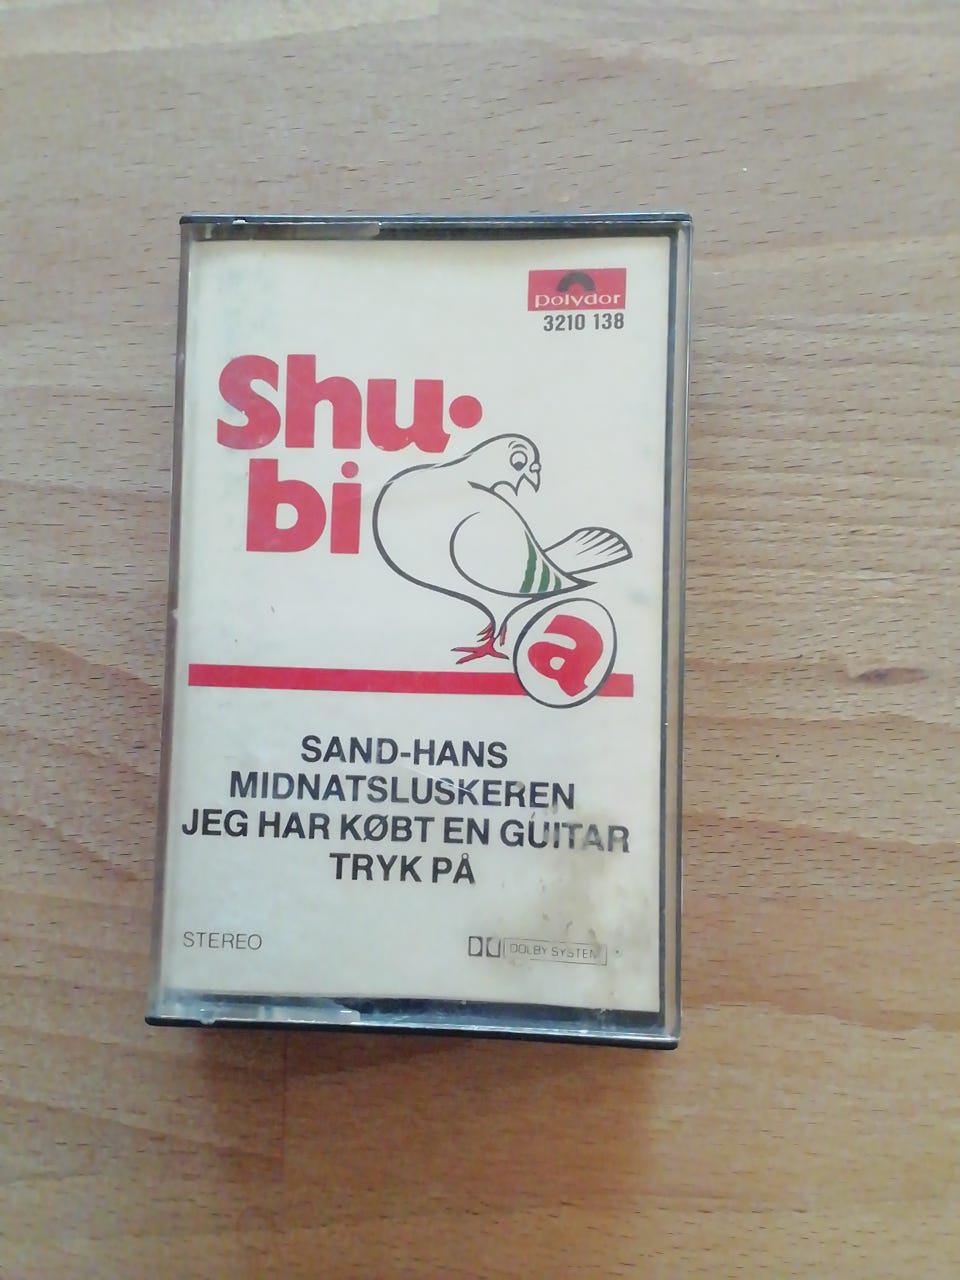 polydor
3210 138
Shu•
bi
a
SAND-HANS
MIDNATSLUSKEREN
JEG HAR KØBT EN GUITAR
TRYK PÅ
STEREO
DOLBY SYSTEM